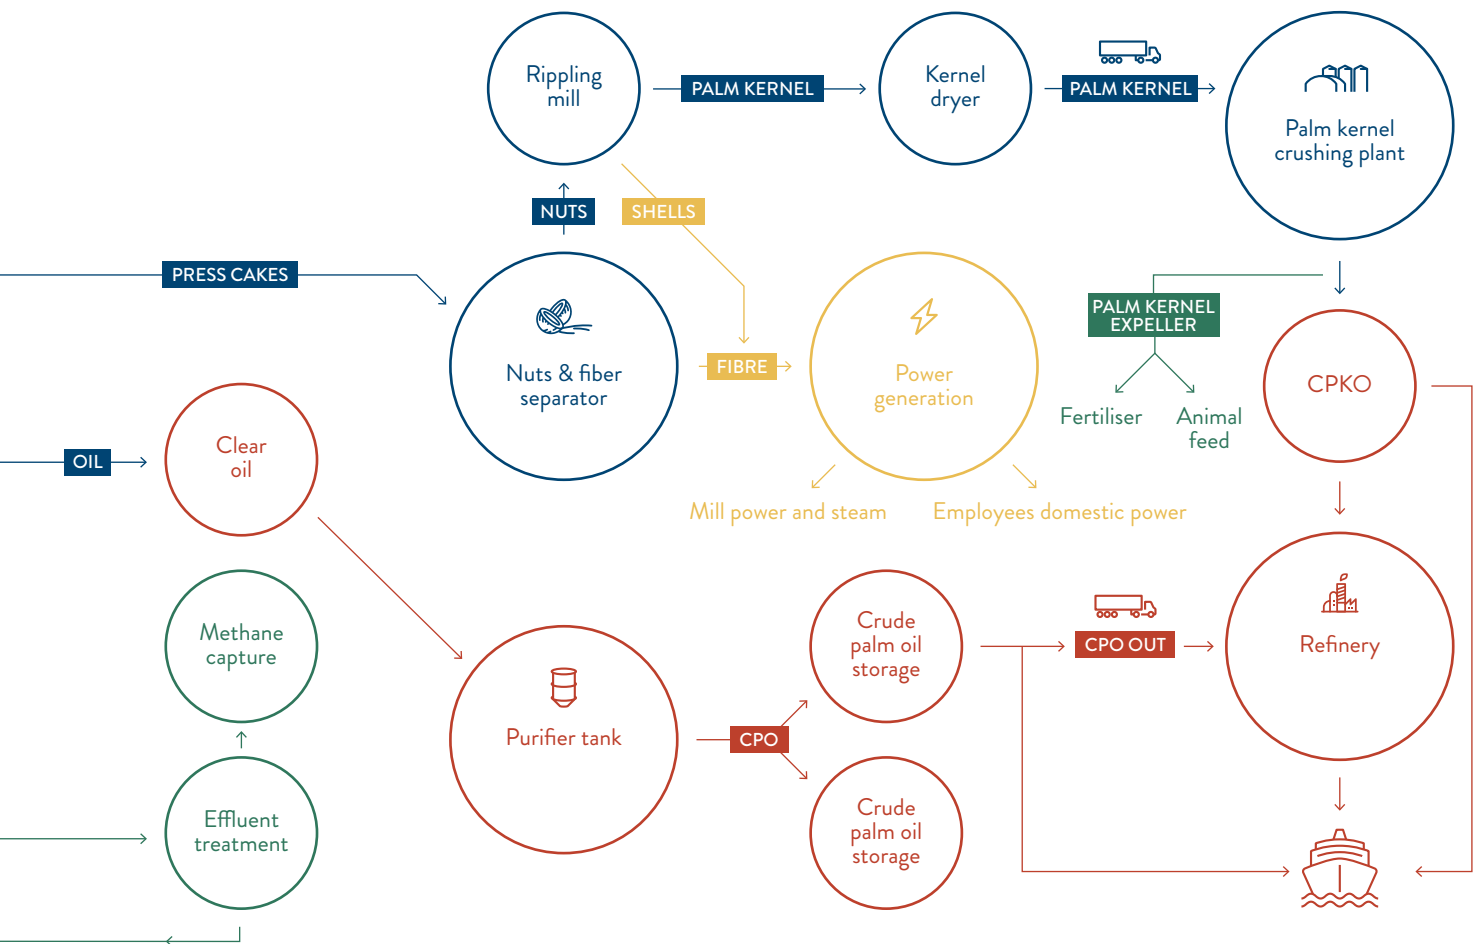 Rippling
mill
PALM KERNEL
Kernel
dryer
PALM KERNEL
Palm kernel
crushing plant
NUTS
SHELLS
PRESS CAKES
Nuts & fiber
separator
FIBRE
Power
generation
PALM KERNEL
EXPELLER
Fertiliser
Animal
feed
CPKO
Mill power and steam
Employees domestic power
OIL
Clear
oil
Methane
capture
Effluent
treatment
Purifier tank
CPO
Crude
palm oil
storage
Crude
palm oil
storage
CPO OUT
Refinery